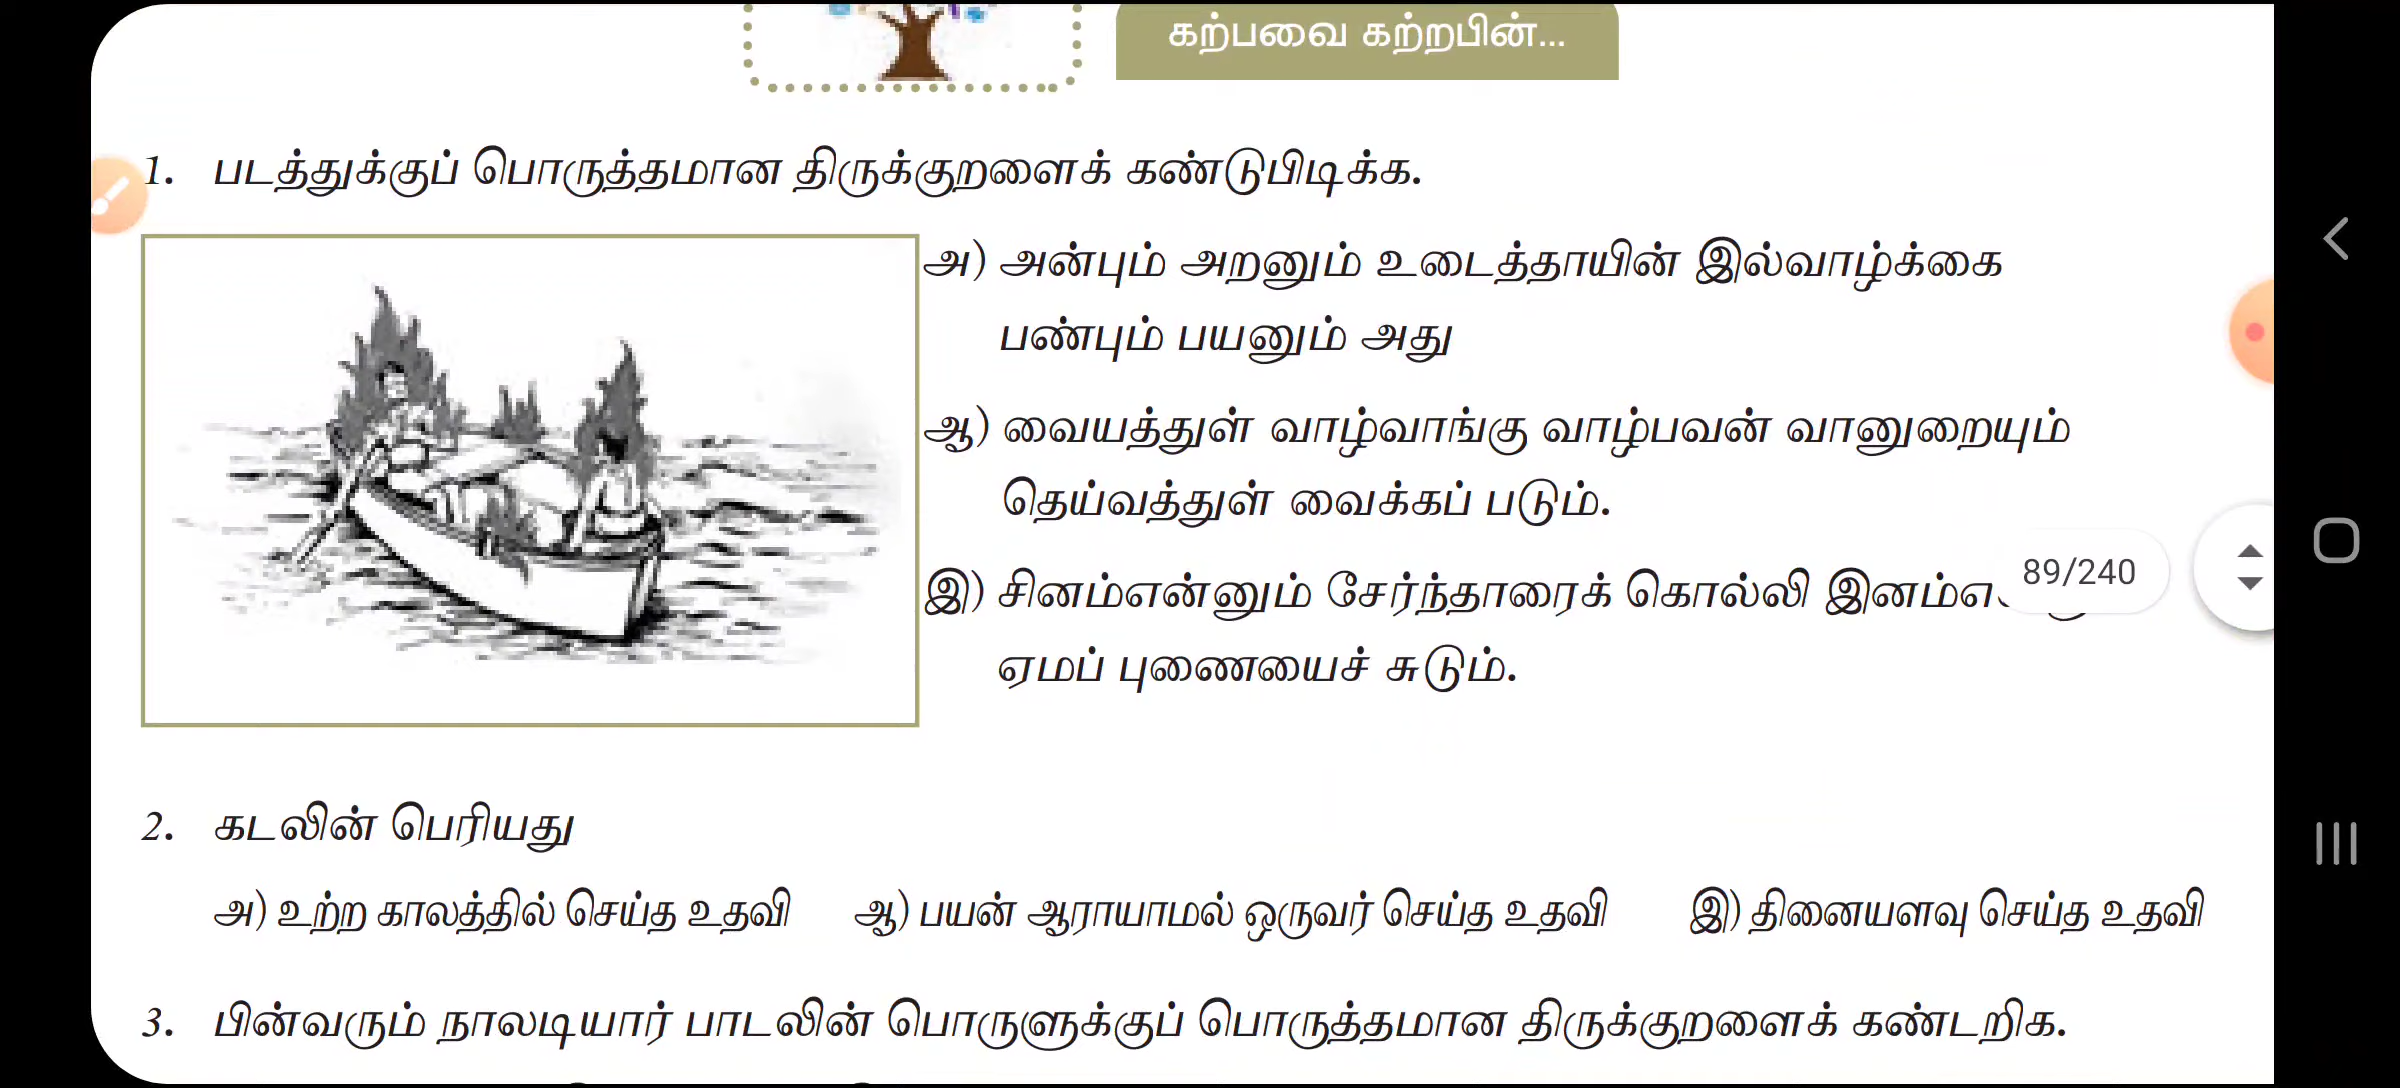 கற்பவை கற்றபின்...
1. படத்துக்குப் பொருத்தமான திருக்குறளைக் கண்டுபிடிக்க.
அ) அன்பும் அறனும் உடைத்தாயின் இல்வாழ்க்கை
பண்பும் பயனும் அது
ஆ) வையத்துள் வாழ்வாங்கு வாழ்பவன் வானுறையும்
தெய்வத்துள் வைக்கப் படும்.
இ) சினம்என்னும் சேர்ந்தாரைக் கொல்லி
89/240
ஏமப் புணையைச் சுடும்.
2. கடலின் பெரியது
அ) உற்ற காலத்தில் செய்த உதவி ஆ) பயன் ஆராயாமல் ஒருவர் செய்த உதவி இ) தினையளவு செய்த உதவி
3. பின்வரும் நாலடியார் பாடலின் பொருளுக்குப் பொருத்தமான திருக்குறளைக் கண்டறிக.